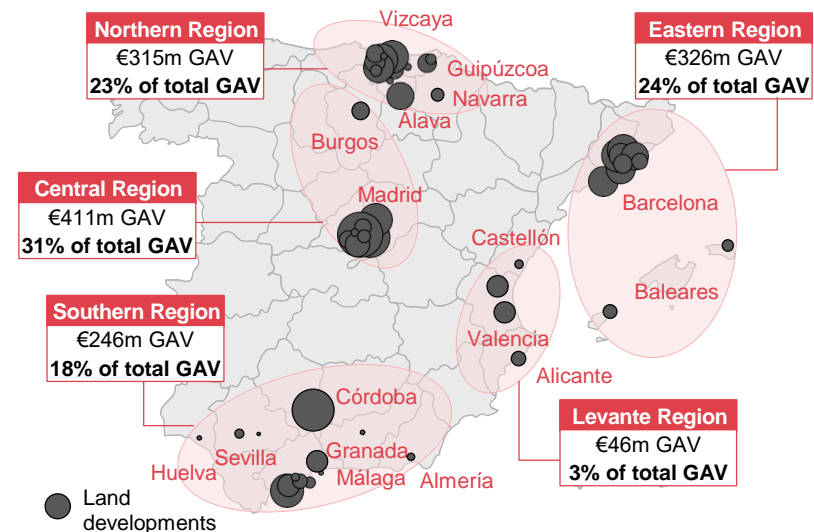 Vizcaya
Northern Region
€315m GAV
23% of total GAV
Eastern Region
€326m GAV
24% of total GAV
Guipúzcoa
Navarra
Alava
Burgos
Central Region
€411m GAV
31% of total GAV
Madrid
Barcelona
Castellón
Baleares
Southern Region
€246m GAV
18% of total GAV
Valencia
Alicante
Córdoba
Levante Region
€46m GAV
3% of total GAV
Granada
Sevilla
Huelva
Málaga
Almería
Land
developments